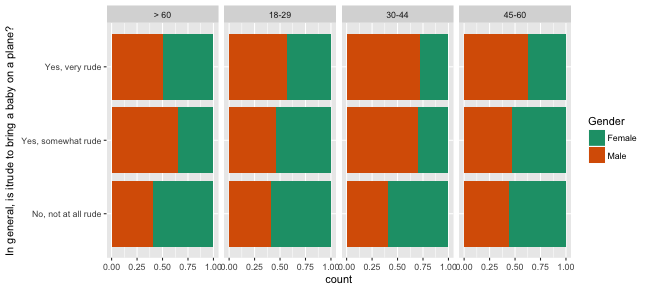 > 60
18-29
30-44
45-60
In general, is itrude to bring a baby on a plane?
Yes, very rude
Yes, somewhat rude
No, not at all rude
0.00 0.25 0.50 0.75 1.00
0.00 0.25 0.50 0.75 1.00
0.00 0.25 0.50 0.75 1.00
0.00 0.25 0.50 0.75 1.00
count
Gender
Female
Male